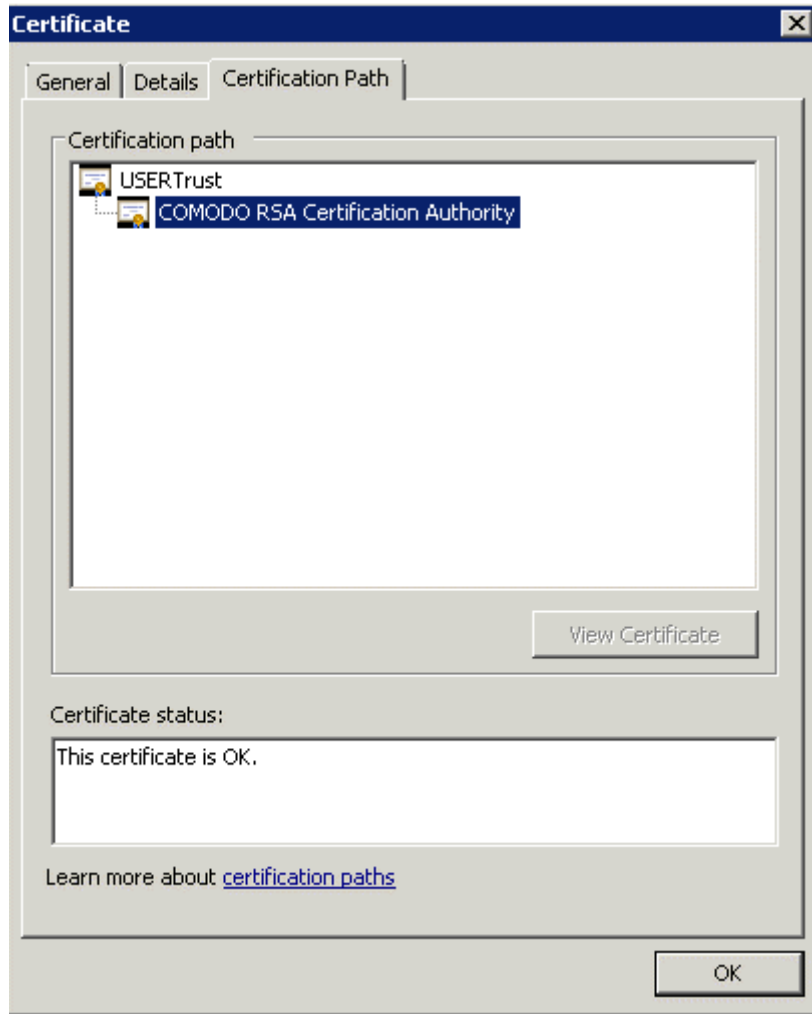 Certificate
General
Details
Certification Path
Certification path
USERTrust
COMODO RSA Certification Authority
View Certificate
Certificate status:
This certificate is OK.
Learn more about certification paths
OK